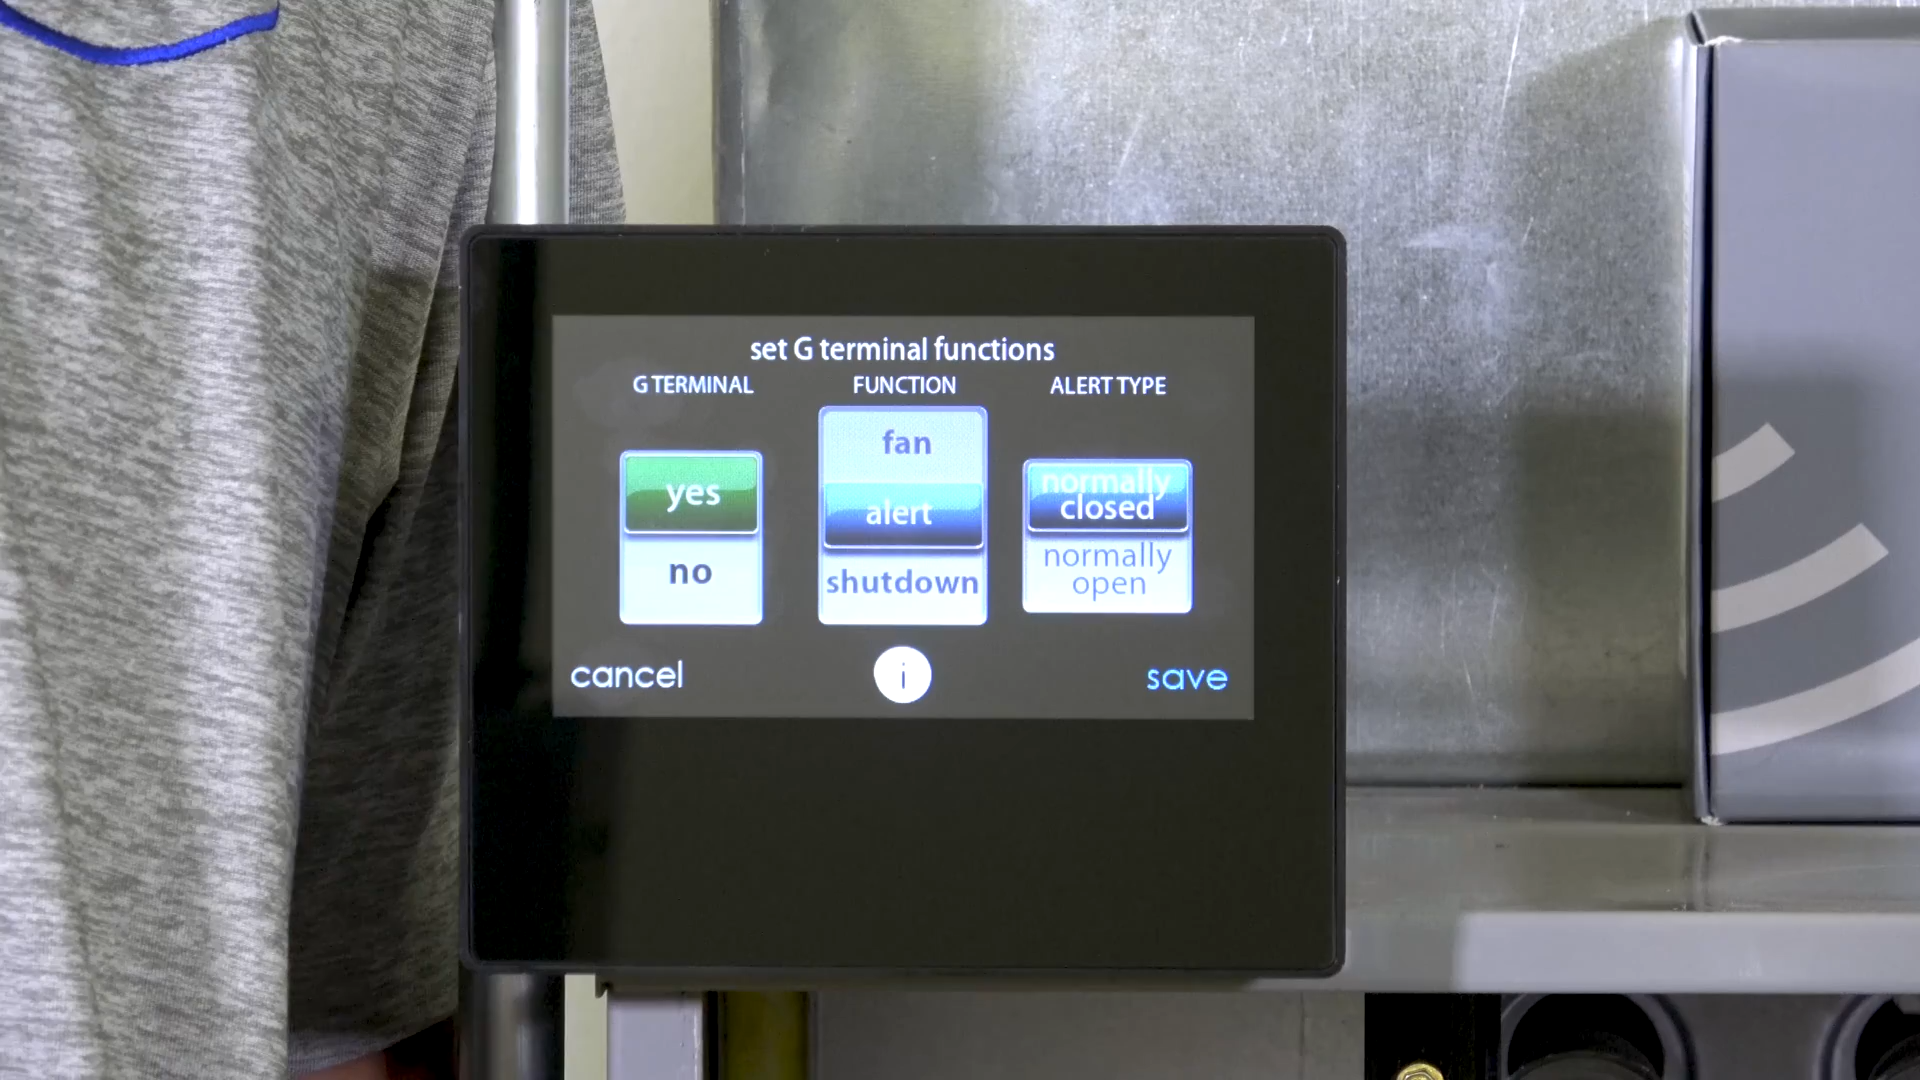 set G terminal functions
G TERMINAL FUNCTION ALERT TYPE
fan
yes
alert
normally
closed
no
shutdown
normally
open
cancel
i
save